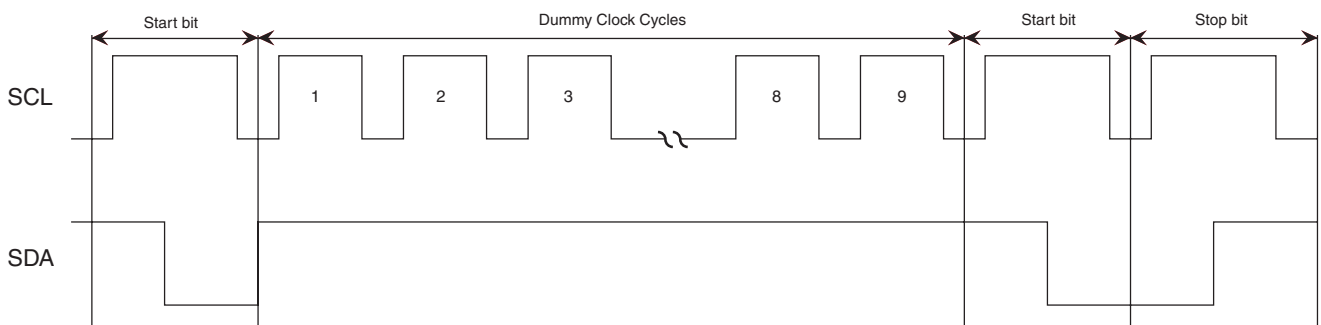 Start bit
Dummy Clock Cycles
Start bit
Stop bit
SCL
1
2
3
8
9
SDA